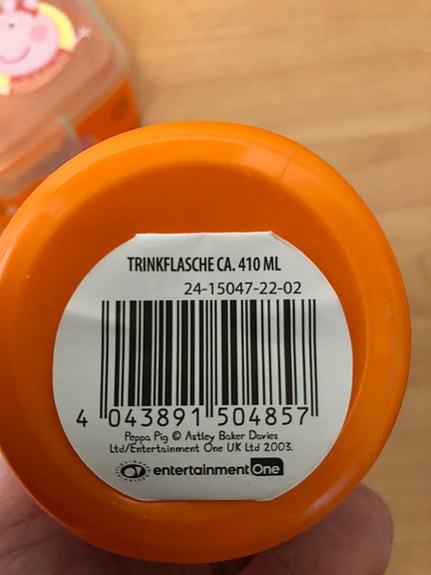 TRINKFLASCHE CA. 410 ML
24-15047-22-02
4 043891 504857
Peppa Pig © Astley Baker Davies
Ltd/Entertainment One UK Ltd 2003.
entertainment One